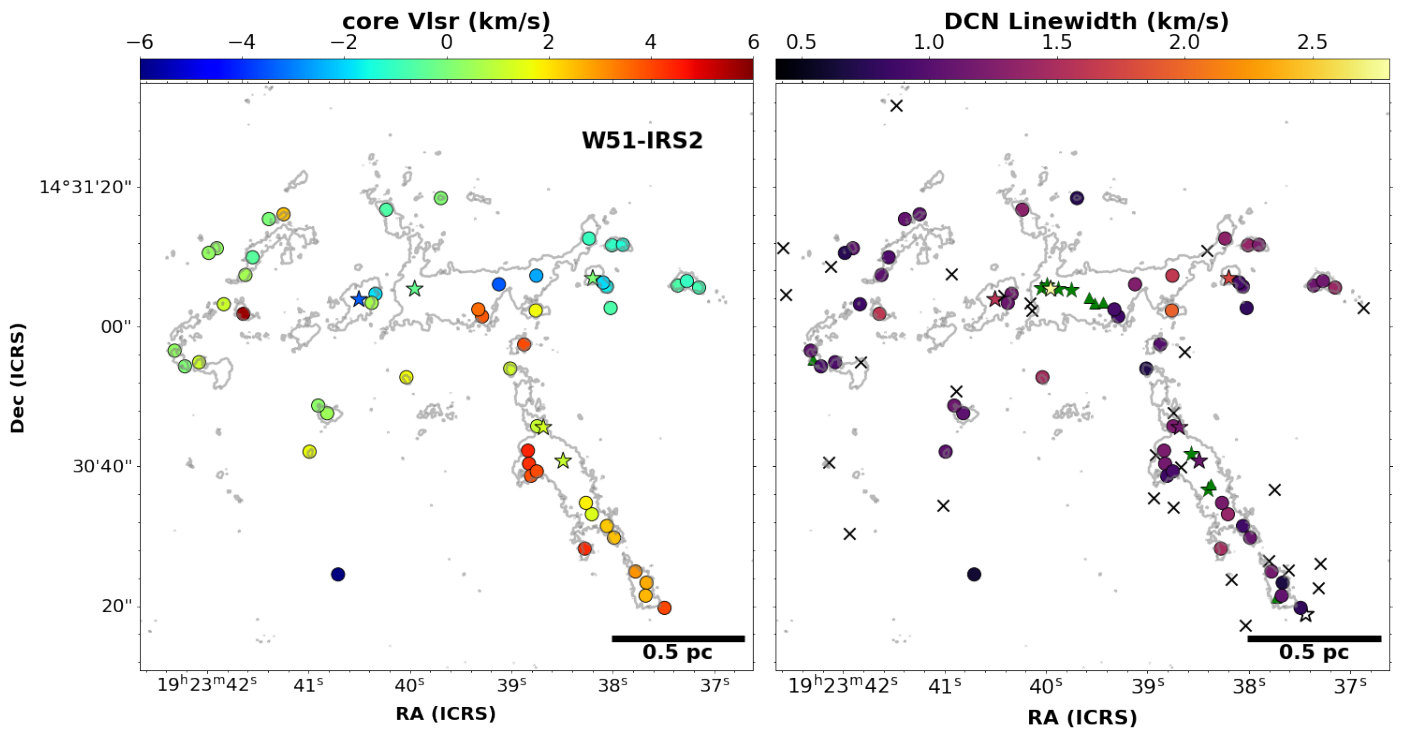 core Vlsr (km/s)
DCN Linewidth (km/s)
−6 −4 −2 0 2 4 6
0.5 1.0 1.5 2.0 2.5
W51-IRS2
14°31'20"
00"
30'40"
20"
Dec (ICRS)
0.5 pc
0.5 pc
19ʰ23ᵐ42ˢ 41ˢ 40ˢ 39ˢ 38ˢ 37ˢ
19ʰ23ᵐ42ˢ 41ˢ 40ˢ 39ˢ 38ˢ 37ˢ
RA (ICRS)
RA (ICRS)